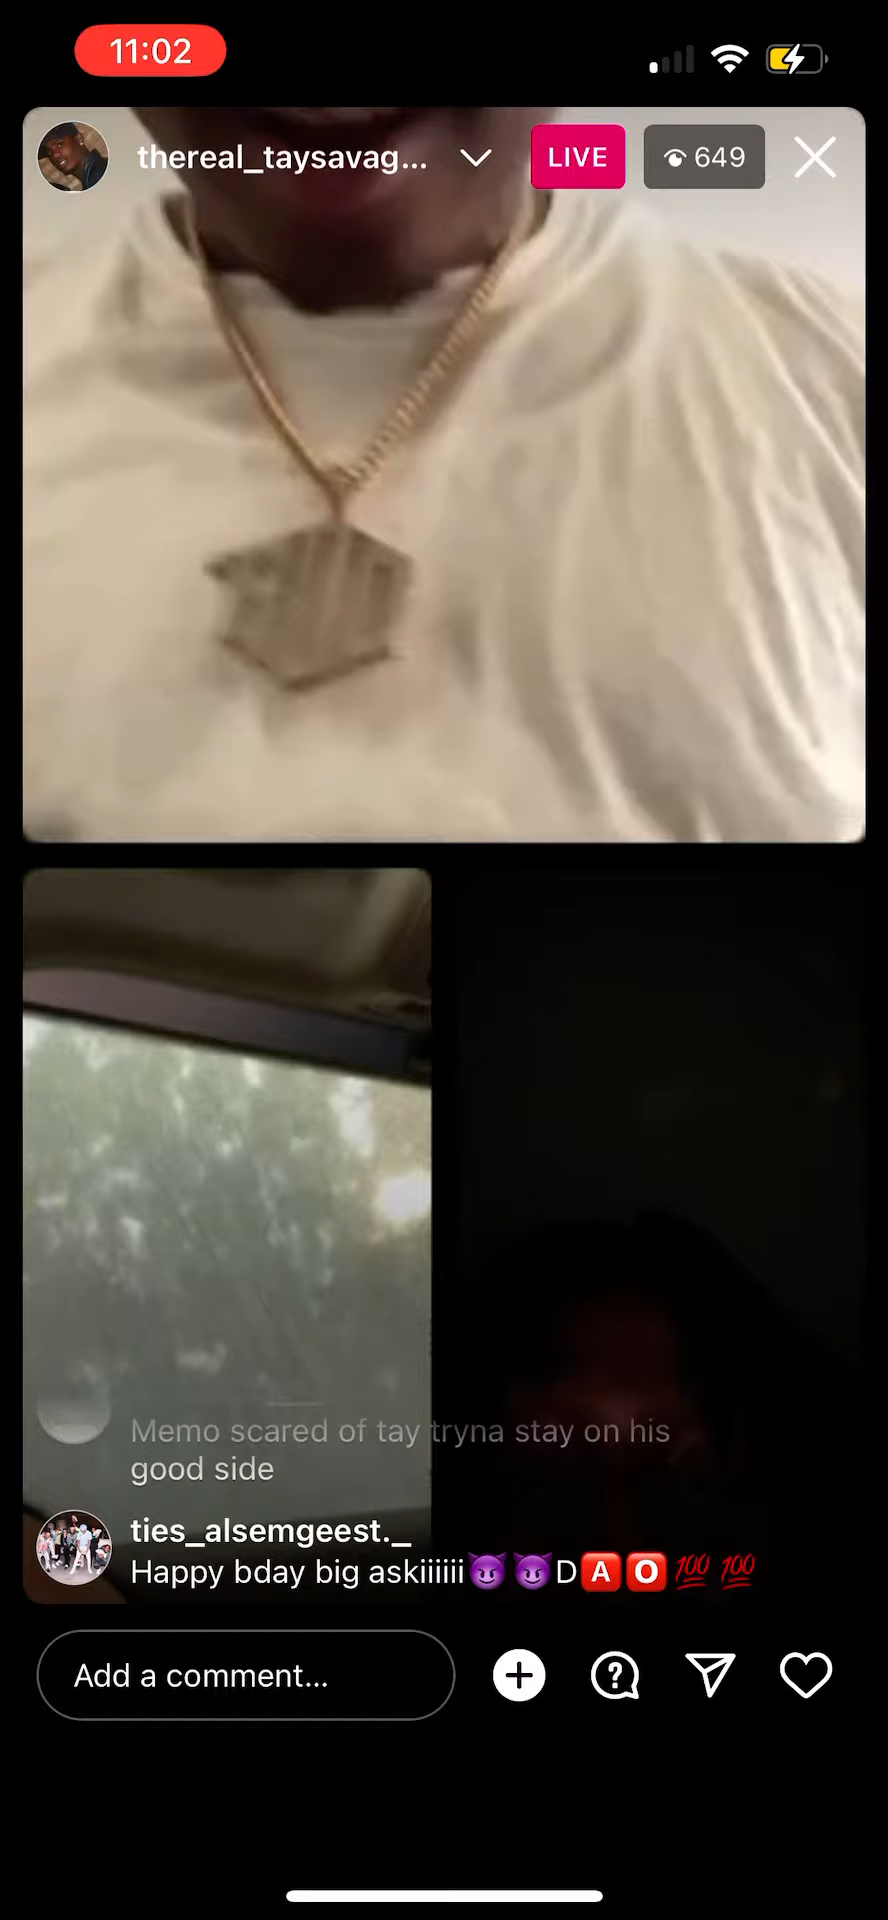 11:02
thereal_taysavag...
LIVE
649
Memo scared of tay tryna stay on his
good side
ties_alsemgeest._
Happy bday big askiiiiii😈😈D🅰️🅾️💯💯
Add a comment...